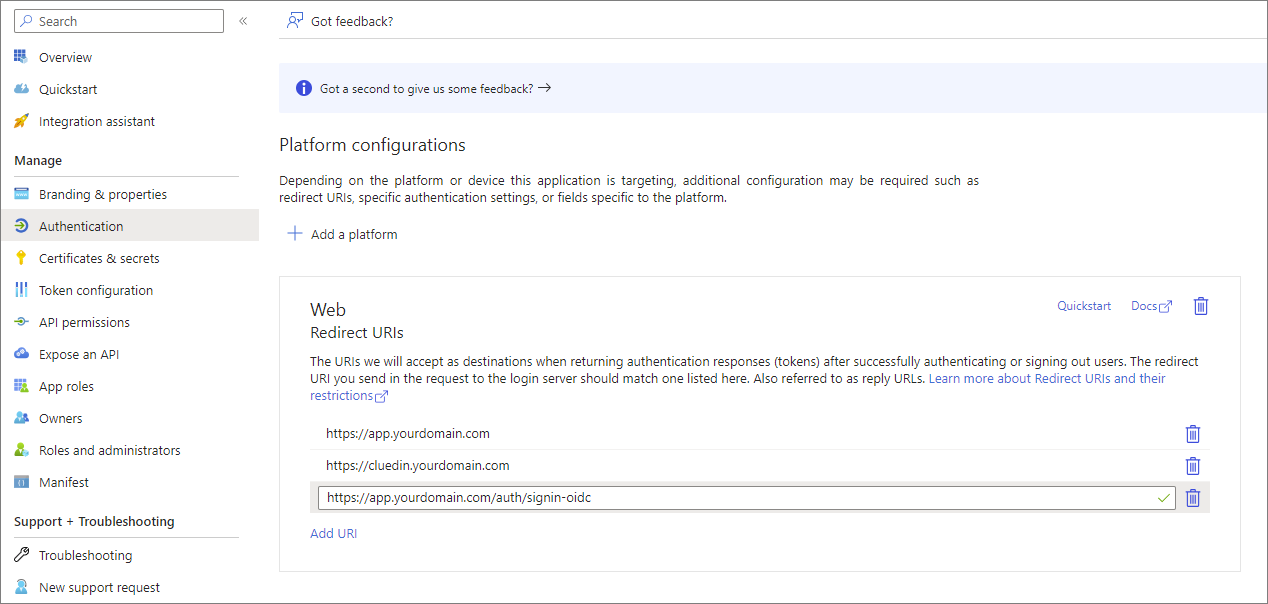 Search
«
Overview
Quickstart
Integration assistant
Manage
Branding & properties
Authentication
Certificates & secrets
Token configuration
API permissions
Expose an API
App roles
Owners
Roles and administrators
Manifest
Support + Troubleshooting
Troubleshooting
New support request
Got feedback?
Got a second to give us some feedback? →
Platform configurations
Depending on the platform or device this application is targeting, additional configuration may be required such as
redirect URIs, specific authentication settings, or fields specific to the platform.
Add a platform
Web
Quickstart
Docs
Redirect URIs
The URIs we will accept as destinations when returning authentication responses (tokens) after successfully authenticating or signing out users. The redirect
URI you send in the request to the login server should match one listed here. Also referred to as reply URLs. Learn more about Redirect URIs and their
restrictions
https://app.yourdomain.com
https://cluedin.yourdomain.com
https://app.yourdomain.com/auth/signin-oidc
Add URI